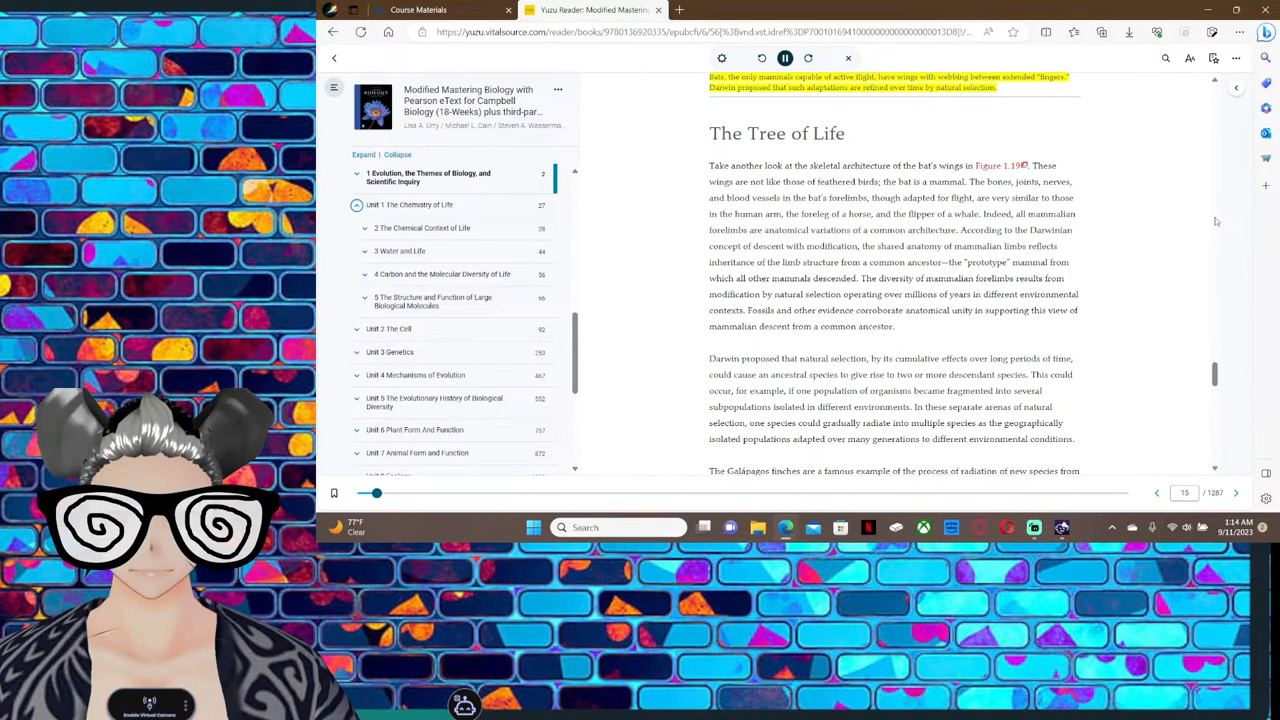 Course Materials
Yuzu Reader: Modified Mastering
https://yuzu.vitalsource.com/reader/books/9780136920335/epubcfi/6/56[%3Bvnd.vst.idref%3DP70010169410000000000000000013D8]!/...
Modified Mastering Biology with
Pearson eText for Campbell
Biology (18-Weeks) plus third-par...
Lisa A. Urry / Michael L. Cain / Steven A. Wasserma...
Expand | Collapse
1 Evolution, the Themes of Biology, and
Scientific Inquiry
2
Unit 1 The Chemistry of Life
27
2 The Chemical Context of Life
28
3 Water and Life
44
4 Carbon and the Molecular Diversity of Life
56
5 The Structure and Function of Large
Biological Molecules
66
Unit 2 The Cell
92
Unit 3 Genetics
253
Unit 4 Mechanisms of Evolution
467
Unit 5 The Evolutionary History of Biological
Diversity
552
Unit 6 Plant Form And Function
757
Unit 7 Animal Form and Function
872
Bats, the only mammals capable of active flight, have wings with webbing between extended "fingers."
Darwin proposed that such adaptations are refined over time by natural selection.
The Tree of Life
Take another look at the skeletal architecture of the bat's wings in Figure 1.19. These
wings are not like those of feathered birds; the bat is a mammal. The bones, joints, nerves,
and blood vessels in the bat's forelimbs, though adapted for flight, are very similar to those
in the human arm, the foreleg of a horse, and the flipper of a whale. Indeed, all mammalian
forelimbs are anatomical variations of a common architecture. According to the Darwinian
concept of descent with modification, the shared anatomy of mammalian limbs reflects
inheritance of the limb structure from a common ancestor—the "prototype" mammal from
which all other mammals descended. The diversity of mammalian forelimbs results from
modification by natural selection operating over millions of years in different environmental
contexts. Fossils and other evidence corroborate anatomical unity in supporting this view of
mammalian descent from a common ancestor.
Darwin proposed that natural selection, by its cumulative effects over long periods of time,
could cause an ancestral species to give rise to two or more descendant species. This could
occur, for example, if one population of organisms became fragmented into several
subpopulations isolated in different environments. In these separate arenas of natural
selection, one species could gradually radiate into multiple species as the geographically
isolated populations adapted over many generations to different environmental conditions.
The Galápagos finches are a famous example of the process of radiation of new species from
15 / 1287
77°F
Clear
Search
1:14 AM
9/11/2023
Enable Virtual Camera